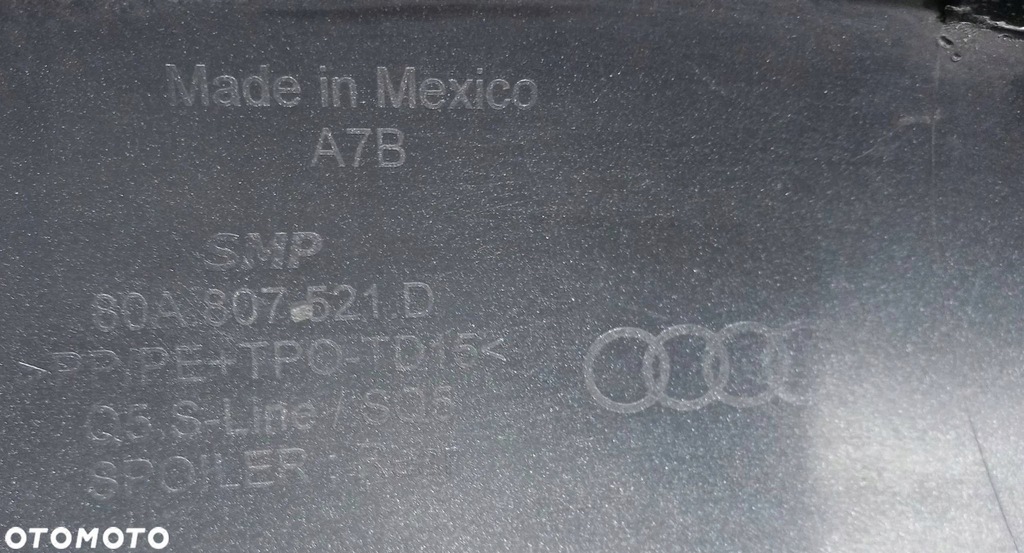 Made in Mexico
A7B
SMP
80A.807.521.D
>PP/PE+TPO-TD15<
Q5 S-Line / SQ5
SPOILER :
OTOMOTO